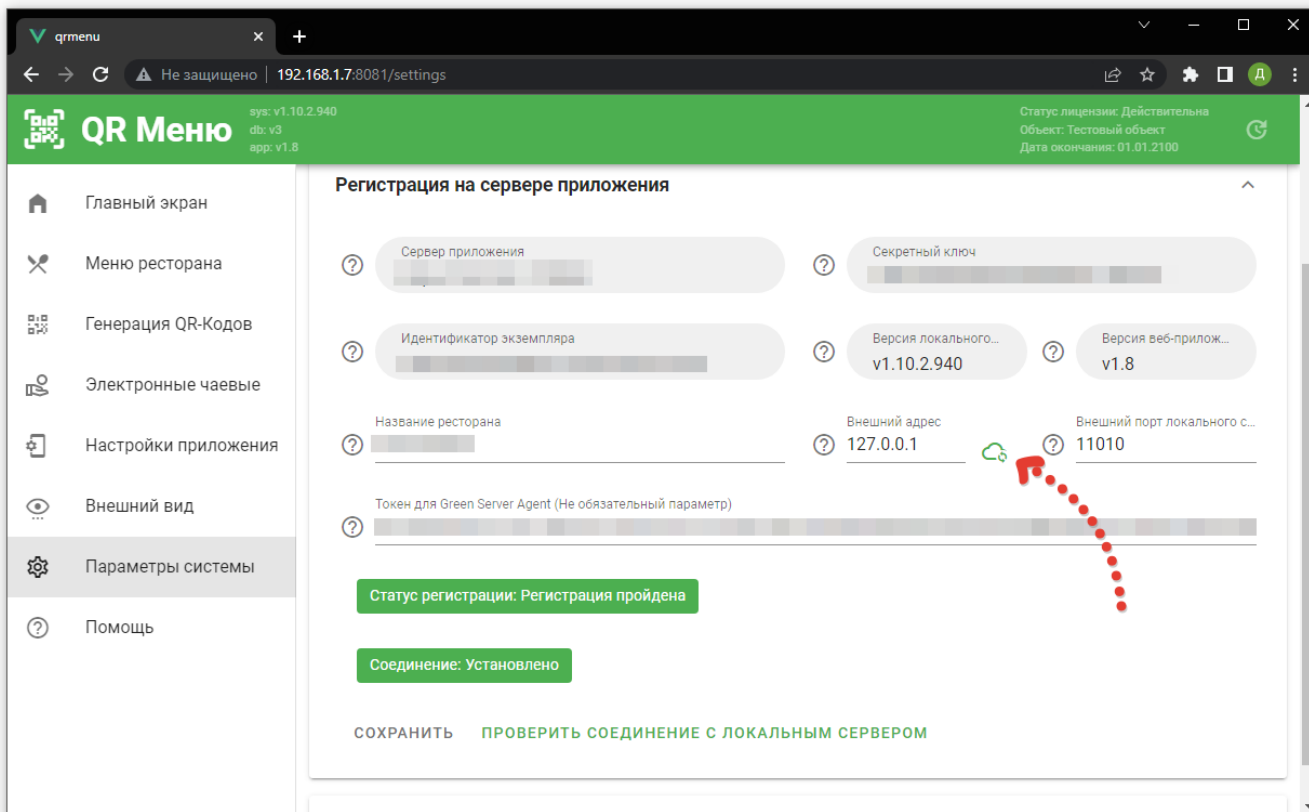 qrmenu
Не защищено 192.168.1.7:8081/settings
Д
QR Меню
sys: v1.10.2.940
db: v3
app: v1.8
Статус лицензии: Действительна
Объект: Тестовый объект
Дата окончания: 01.01.2100
Главный экран
Меню ресторана
Генерация QR-Кодов
Электронные чаевые
Настройки приложения
Внешний вид
Параметры системы
Помощь
Регистрация на сервере приложения
Сервер приложения
Секретный ключ
Идентификатор экземпляра
Версия локального...
v1.10.2.940
Версия веб-прилож...
v1.8
Название ресторана
Внешний адрес
127.0.0.1
Внешний порт локального с...
11010
Токен для Green Server Agent (Не обязательный параметр)
Статус регистрации: Регистрация пройдена
Соединение: Установлено
СОХРАНИТЬ
ПРОВЕРИТЬ СОЕДИНЕНИЕ С ЛОКАЛЬНЫМ СЕРВЕРОМ